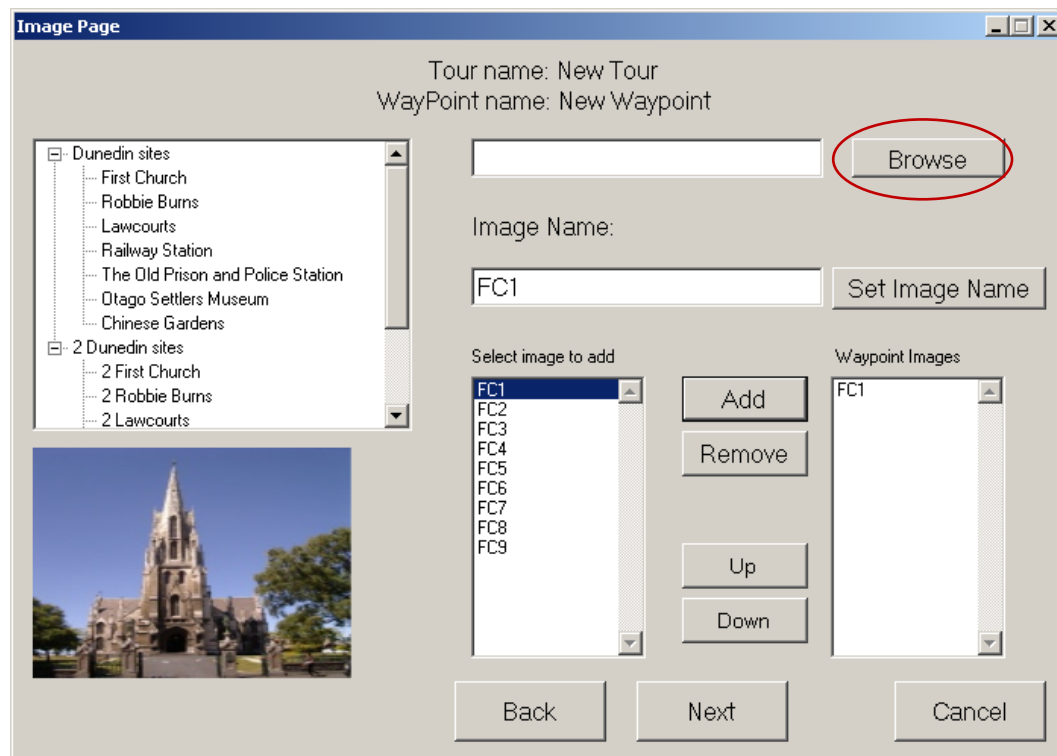 Image Page
Tour name: New Tour
WayPoint name: New Waypoint
Dunedin sites
First Church
Robbie Burns
Lawcourts
Railway Station
The Old Prison and Police Station
Otago Settlers Museum
Chinese Gardens
2 Dunedin sites
2 First Church
2 Robbie Burns
2 Lawcourts
Browse
Image Name:
FC1
Set Image Name
Select image to add
FC1
FC2
FC3
FC4
FC5
FC6
FC7
FC8
FC9
Add
Remove
Up
Down
Waypoint Images
FC1
Back
Next
Cancel